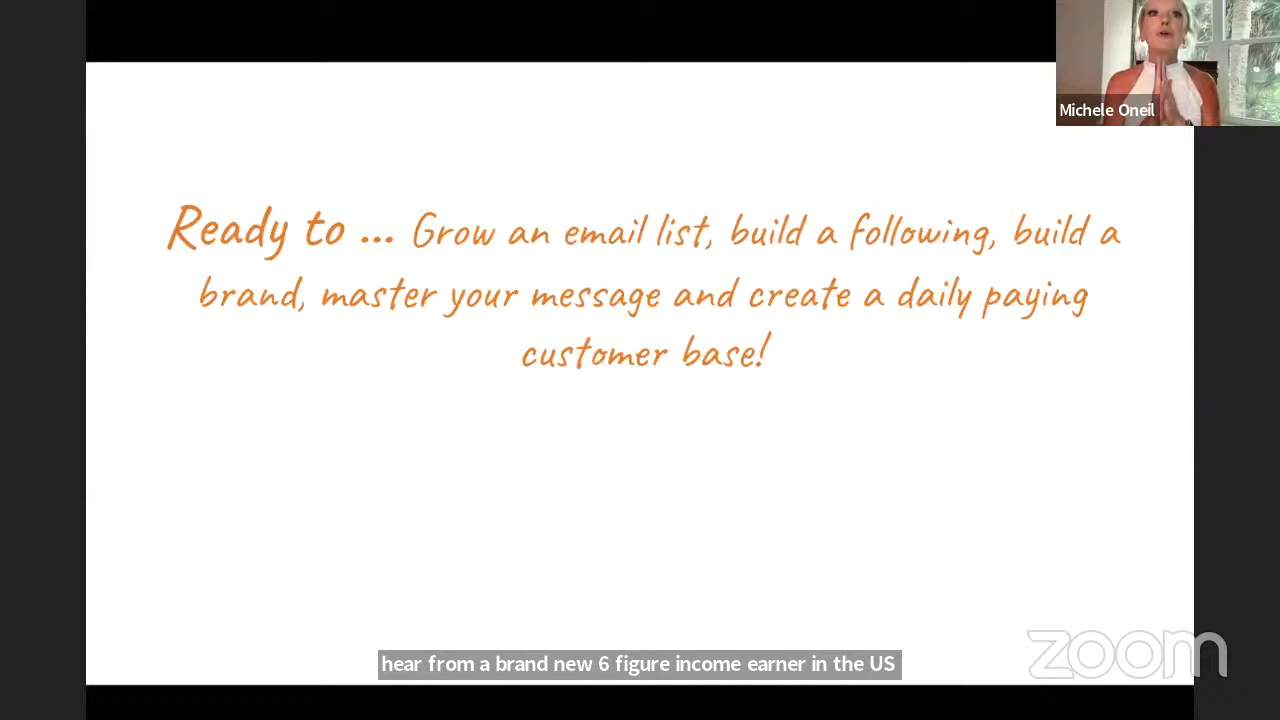 Michele Oneil
Ready to ... Grow an email list, build a following, build a
brand, master your message and create a daily paying
customer base!
hear from a brand new 6 figure income earner in the US
zoom